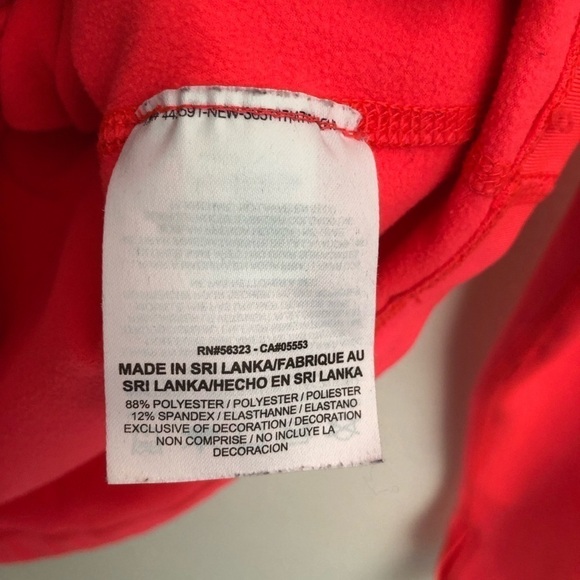 RN#56323 - CA#05553
MADE IN SRI LANKA/FABRIQUE AU
SRI LANKA/HECHO EN SRI LANKA
88% POLYESTER / POLYESTER / POLIESTER
12% SPANDEX / ELASTHANNE / ELASTANO
EXCLUSIVE OF DECORATION / DECORATION
NON COMPRISE / NO INCLUYE LA
DECORACION